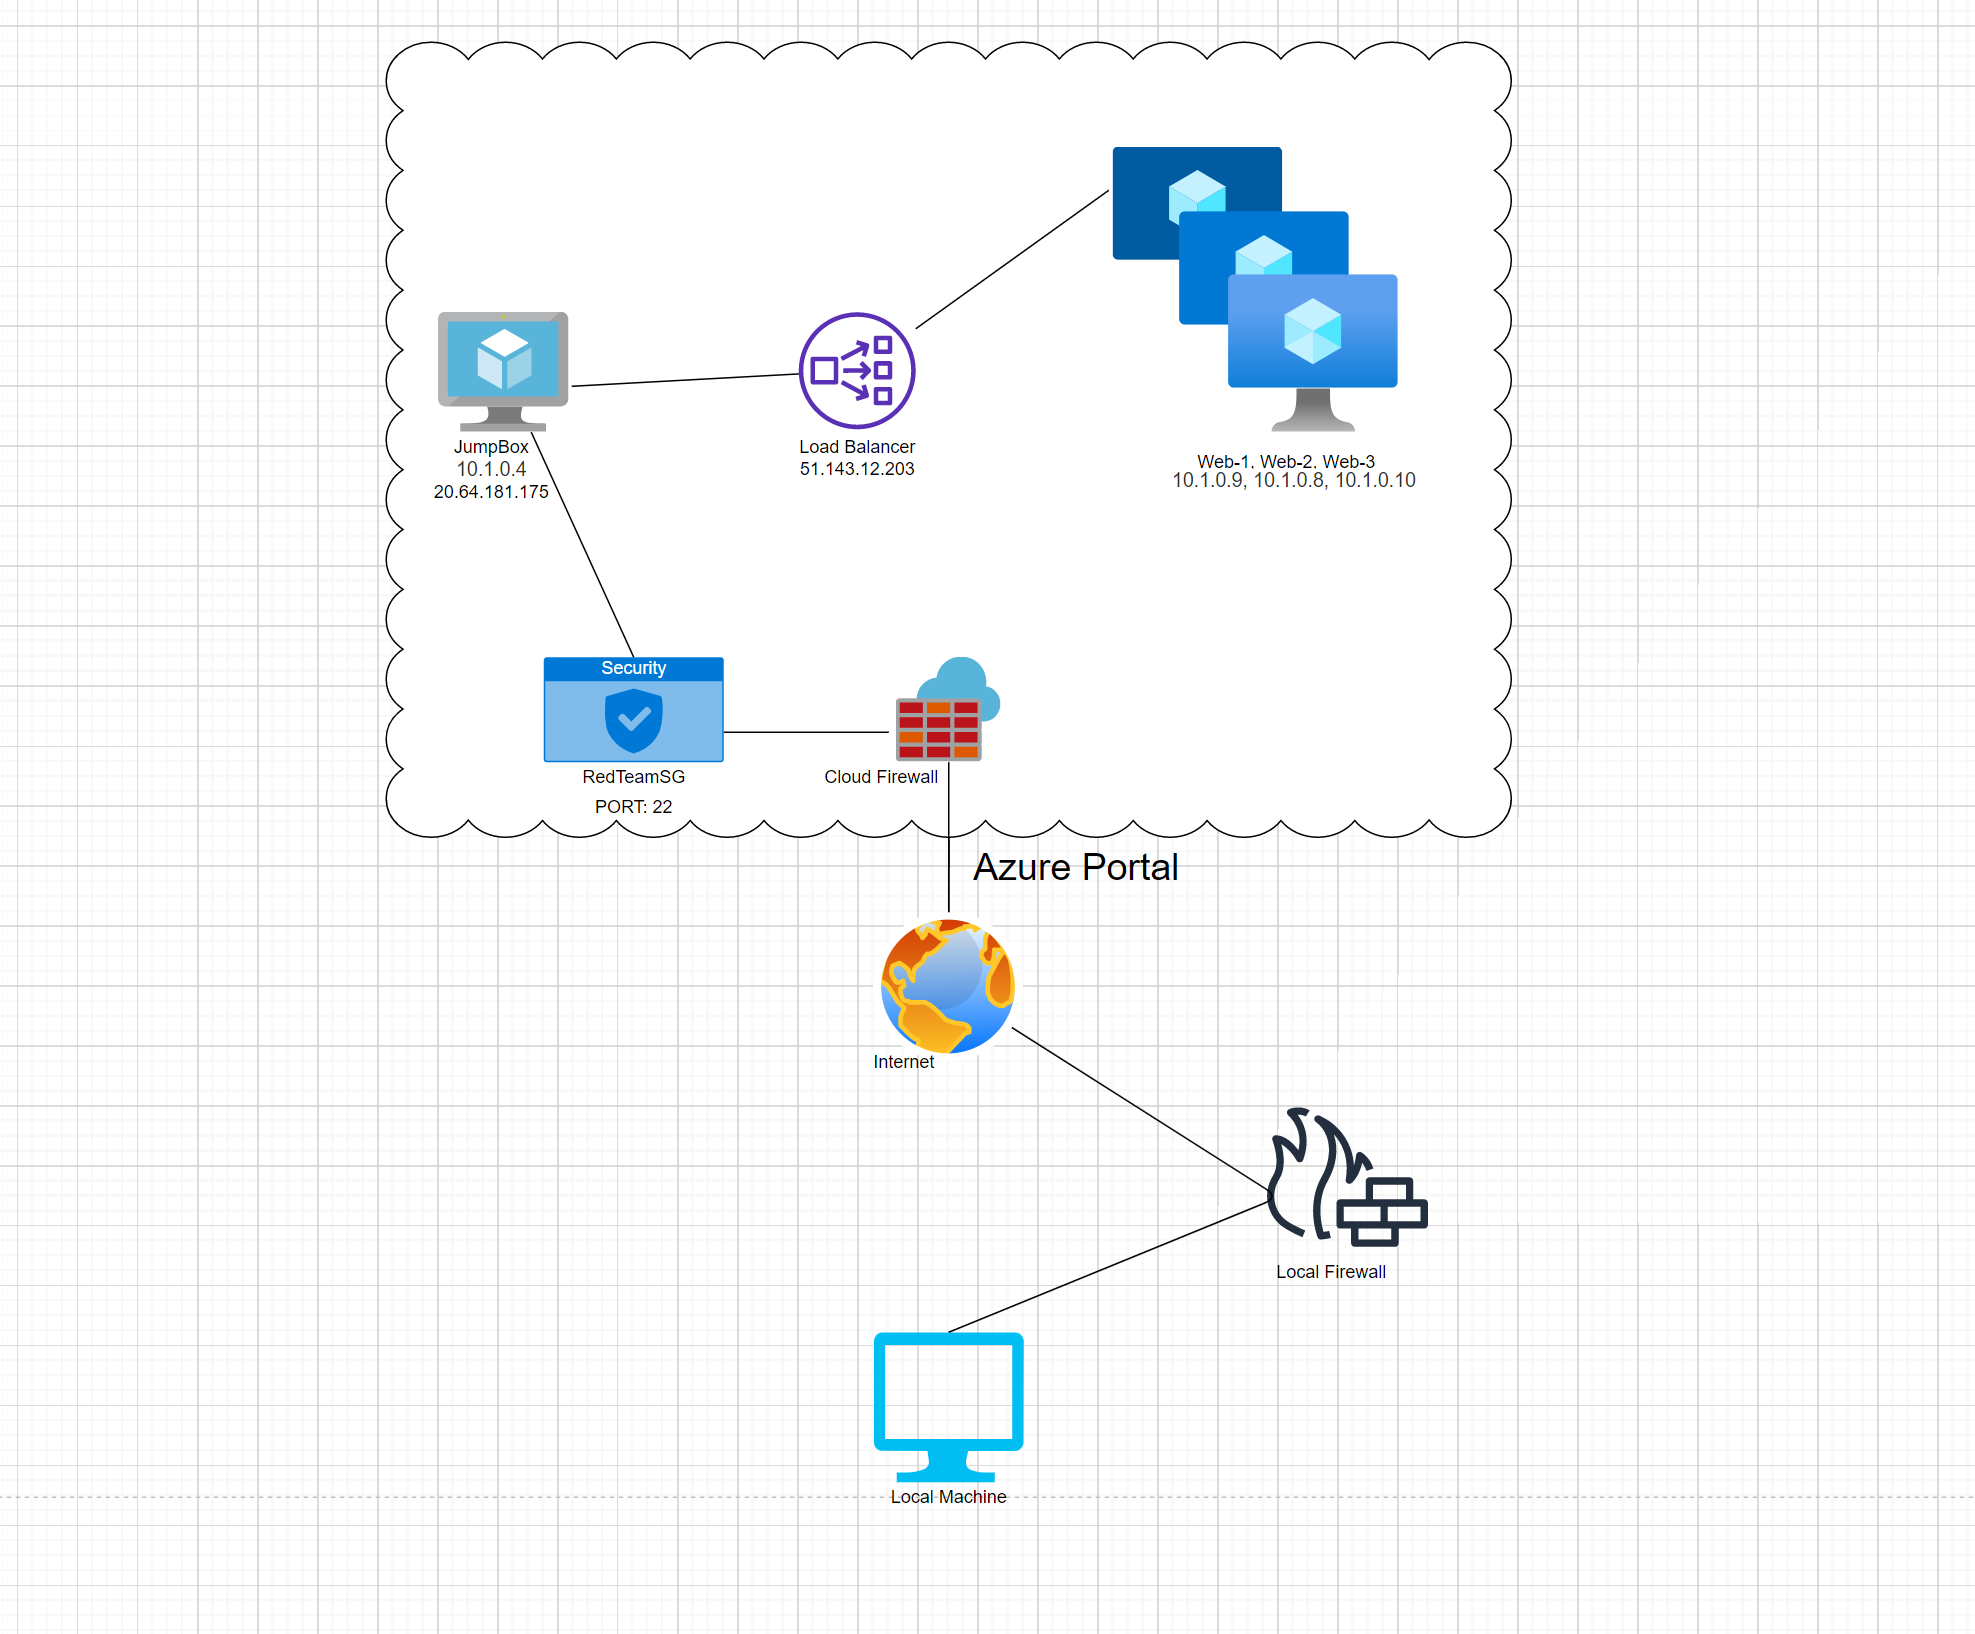 JumpBox
10.1.0.4
20.64.181.175
Load Balancer
51.143.12.203
Web-1, Web-2, Web-3
10.1.0.9, 10.1.0.8, 10.1.0.10
Security
RedTeamSG
PORT: 22
Cloud Firewall
Azure Portal
Internet
Local Firewall
Local Machine